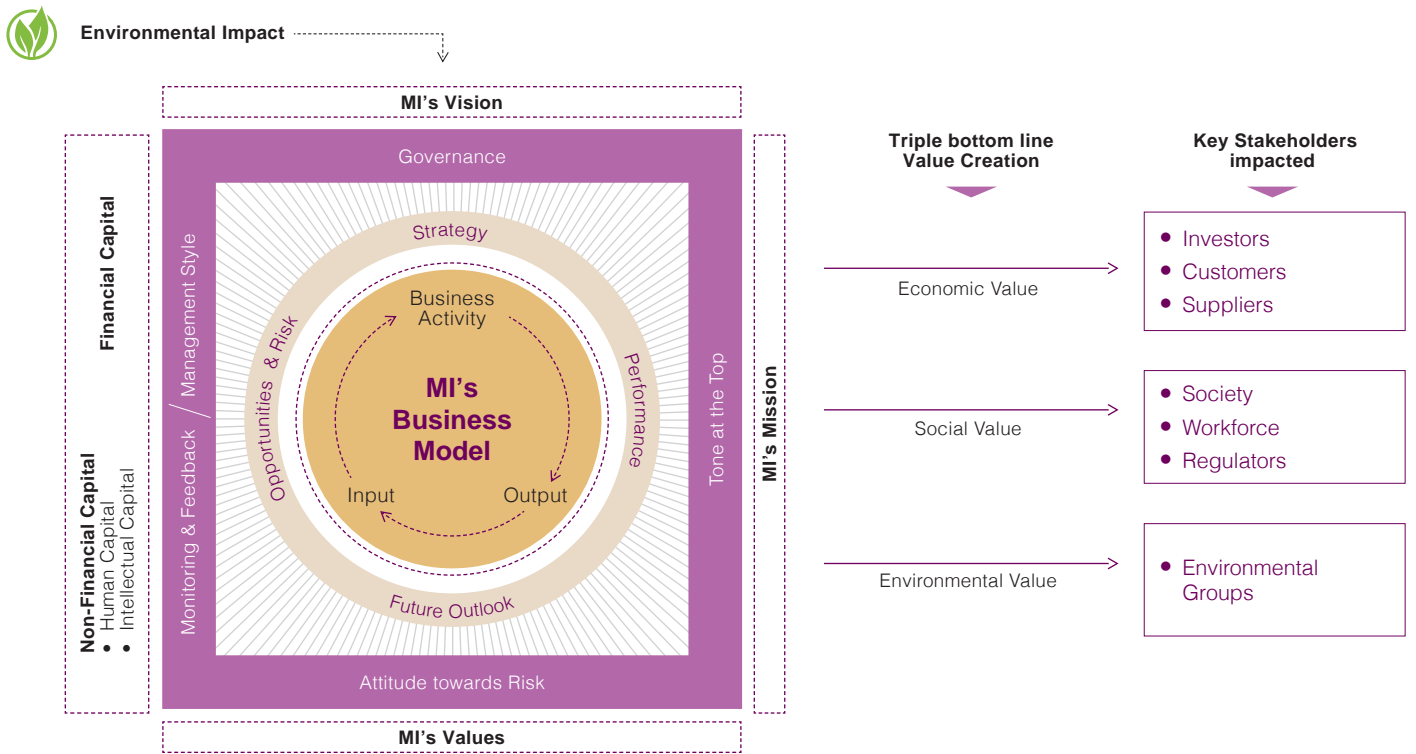 Environmental Impact
MI's Vision
Governance
Financial Capital
Non-Financial Capital
• Human Capital
• Intellectual Capital
Management Style
/
Monitoring & Feedback
Strategy
Opportunities & Risk
Performance
Future Outlook
Business
Activity
MI's
Business
Model
Input
Output
Tone at the Top
Attitude towards Risk
MI's Mission
MI's Values
Triple bottom line
Value Creation
Economic Value
Social Value
Environmental Value
Key Stakeholders
impacted
• Investors
• Customers
• Suppliers
• Society
• Workforce
• Regulators
• Environmental
Groups